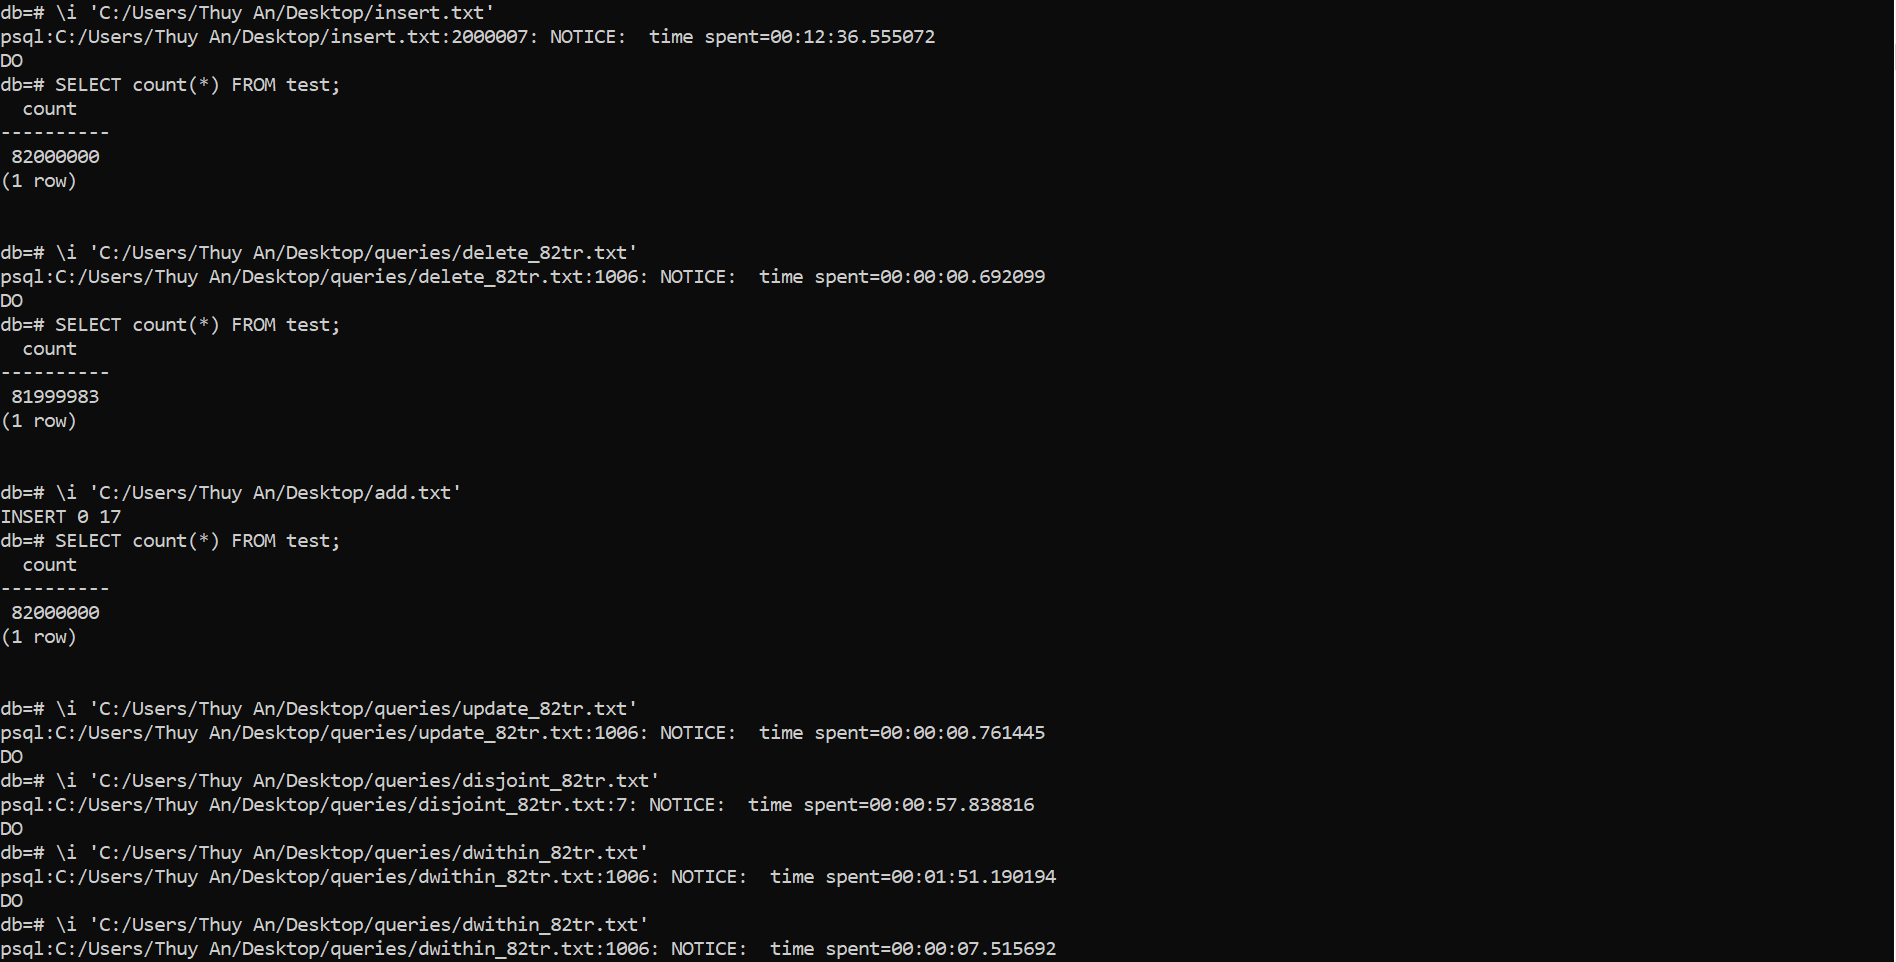 db=# \i 'C:/Users/Thuy An/Desktop/insert.txt'
psql:C:/Users/Thuy An/Desktop/insert.txt:2000007: NOTICE:  time spent=00:12:36.555072
DO
db=# SELECT count(*) FROM test;
  count
----------
 82000000
(1 row)
db=# \i 'C:/Users/Thuy An/Desktop/queries/delete_82tr.txt'
psql:C:/Users/Thuy An/Desktop/queries/delete_82tr.txt:1006: NOTICE:  time spent=00:00:00.692099
DO
db=# SELECT count(*) FROM test;
  count
----------
 81999983
(1 row)
db=# \i 'C:/Users/Thuy An/Desktop/add.txt'
INSERT 0 17
db=# SELECT count(*) FROM test;
  count
----------
 82000000
(1 row)
db=# \i 'C:/Users/Thuy An/Desktop/queries/update_82tr.txt'
psql:C:/Users/Thuy An/Desktop/queries/update_82tr.txt:1006: NOTICE:  time spent=00:00:00.761445
DO
db=# \i 'C:/Users/Thuy An/Desktop/queries/disjoint_82tr.txt'
psql:C:/Users/Thuy An/Desktop/queries/disjoint_82tr.txt:7: NOTICE:  time spent=00:00:57.838816
DO
db=# \i 'C:/Users/Thuy An/Desktop/queries/dwithin_82tr.txt'
psql:C:/Users/Thuy An/Desktop/queries/dwithin_82tr.txt:1006: NOTICE:  time spent=00:01:51.190194
DO
db=# \i 'C:/Users/Thuy An/Desktop/queries/dwithin_82tr.txt'
psql:C:/Users/Thuy An/Desktop/queries/dwithin_82tr.txt:1006: NOTICE:  time spent=00:00:07.515692